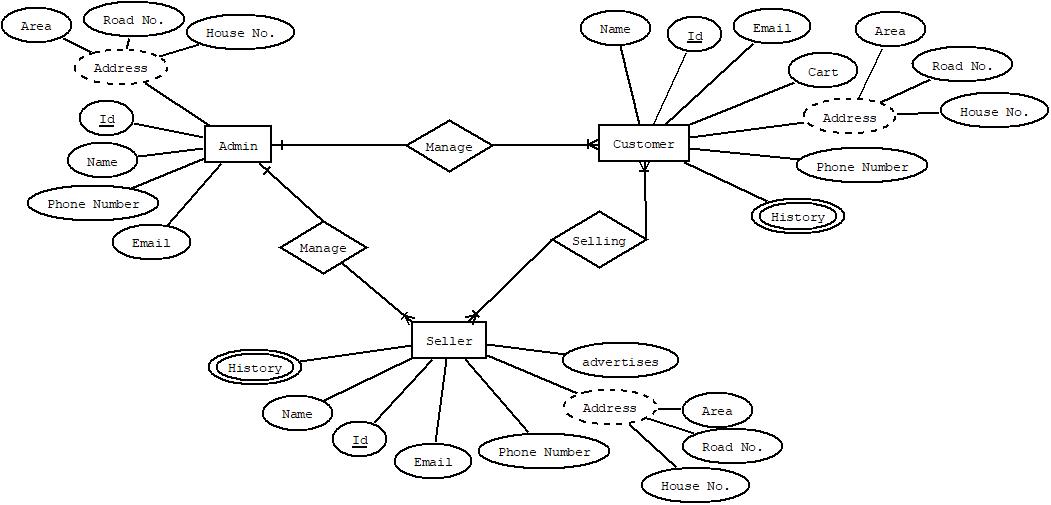 Area
Road No.
House No.
Address
Id
Name
Phone Number
Email
Admin
Manage
Name
Id
Email
Cart
Area
Road No.
House No.
Address
Customer
Phone Number
History
Manage
Selling
Seller
History
Name
Id
Email
Phone Number
advertises
Address
Area
Road No.
House No.